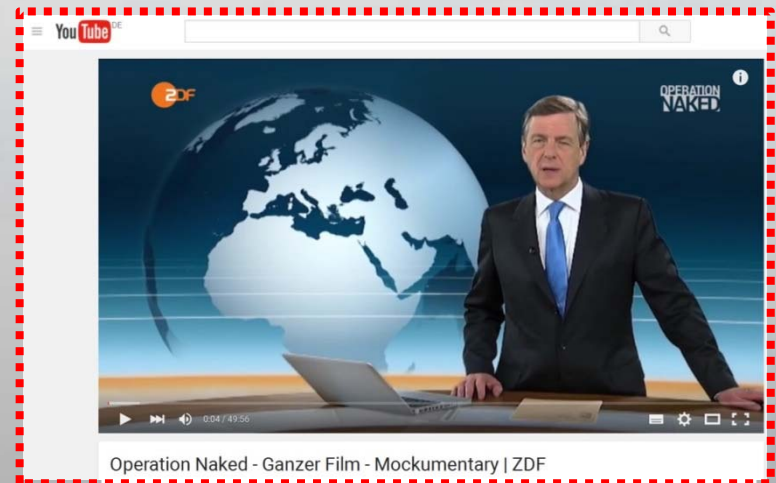 YouTube DE
ZDF
OPERATION
NAKED
i
0:04 / 49:56
Operation Naked - Ganzer Film - Mockumentary | ZDF